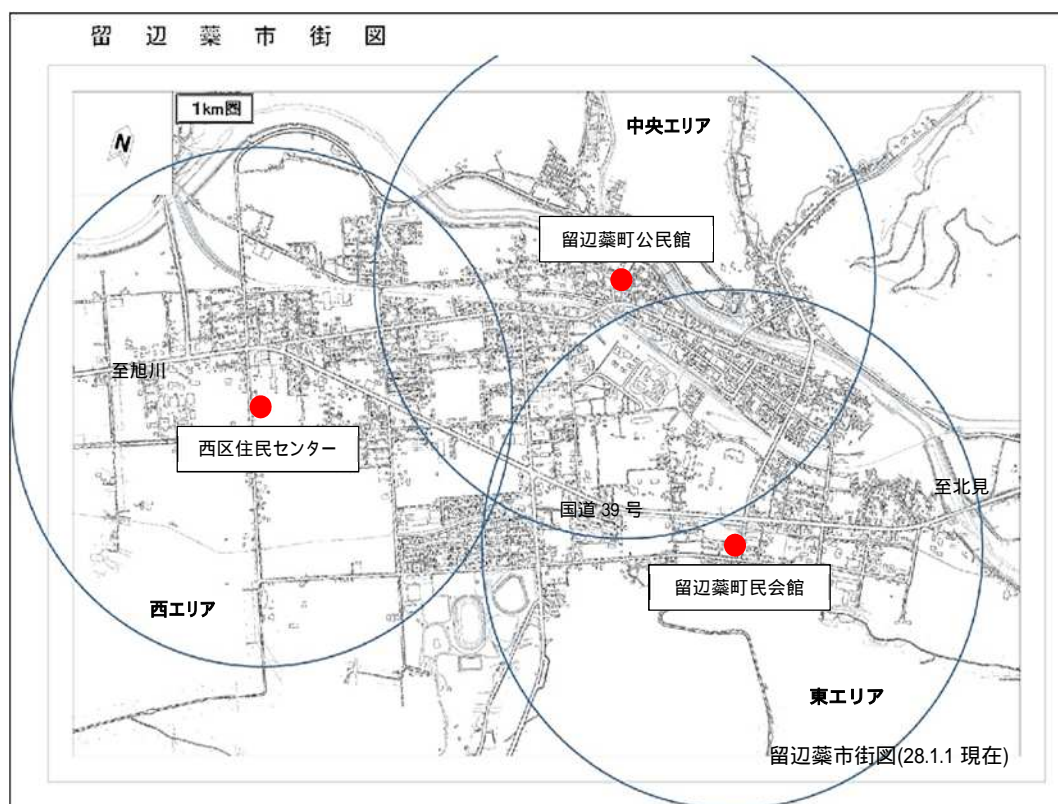 留辺蘂市街図
1km圏
N
中央エリア
留辺蘂町公民館
至旭川
西区住民センター
至北見
国道39号
留辺蘂町民会館
西エリア
東エリア
留辺蘂市街図(28.1.1 現在)